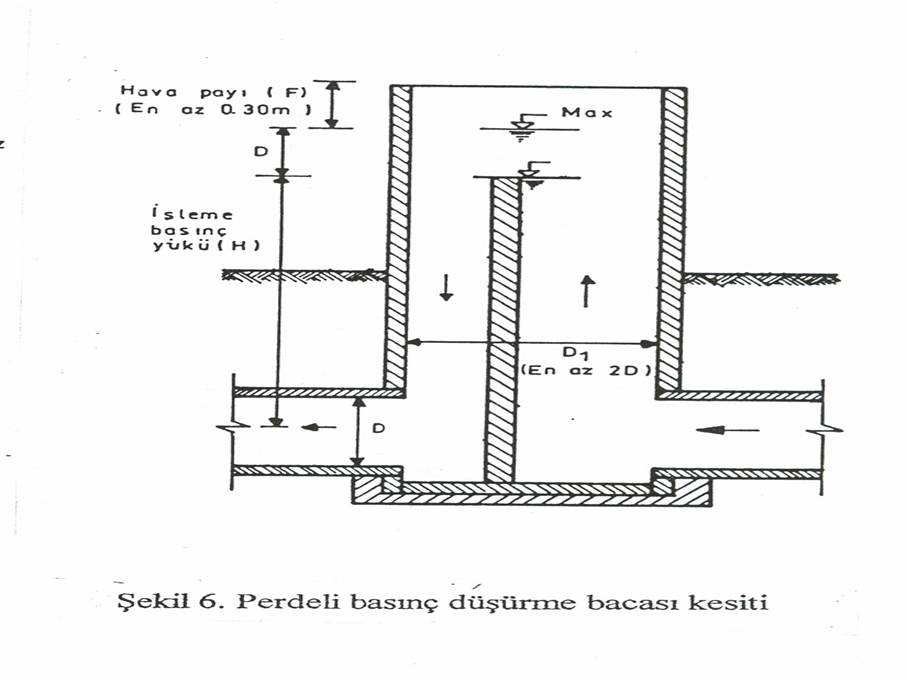 Hava payı ( F)
( En az 0.30m )
Max
D
İşleme
basınç
yükü(H)
D1
(En az 2D)
D
Şekil 6. Perdeli basınç düşürme bacası kesiti